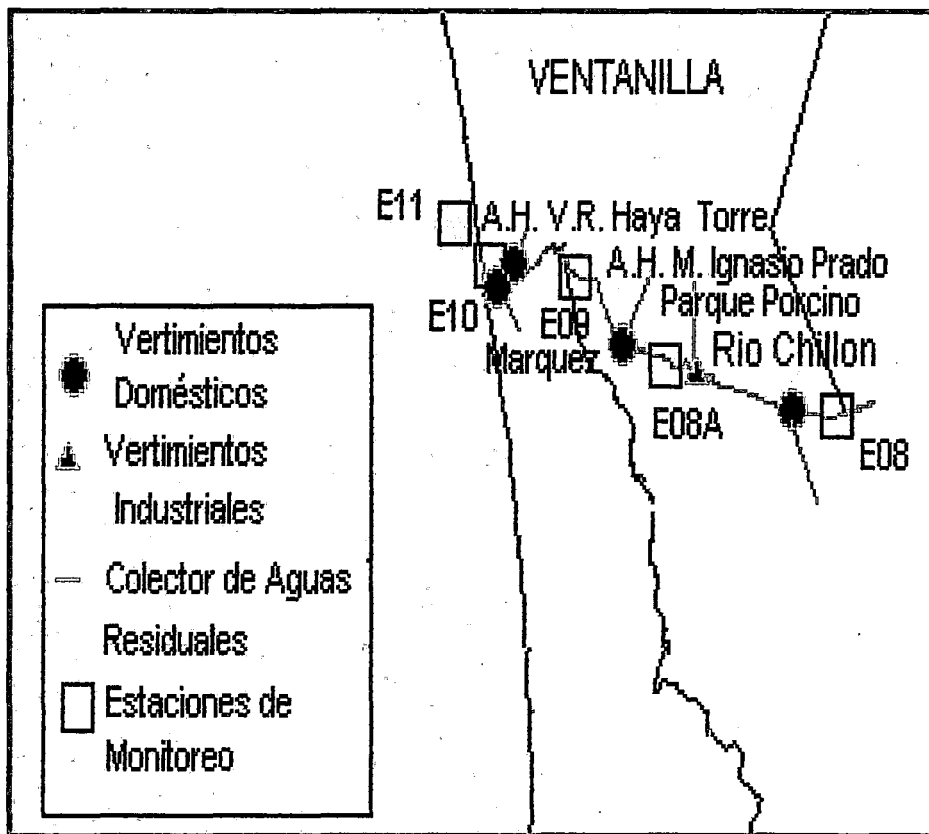 VENTANILLA
E11
A.H. V.R. Haya Torre
A.H. M. Ignasio Prado
E10
E09
Parque Porcino
Marquez
Rio Chillon
E08A
E08
Vertimientos
Domésticos
Vertimientos
Industriales
Colector de Aguas
Residuales
Estaciones de
Monitoreo